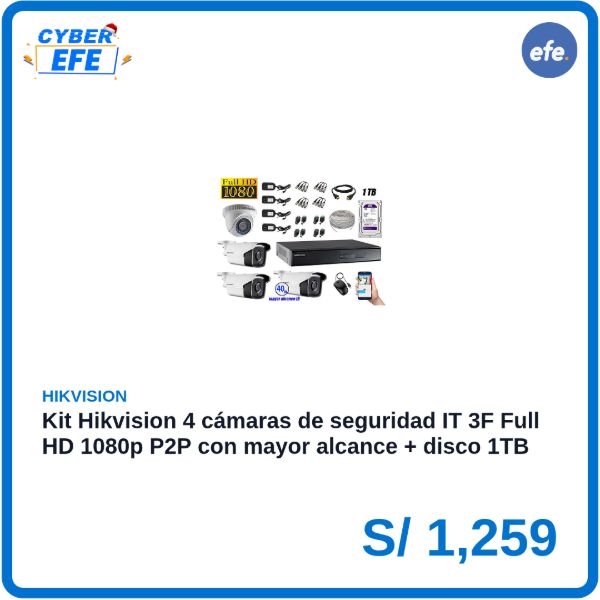 CYBER
EFE
efe.
Full HD
1080
1 TB
40
HIKVISION
Kit Hikvision 4 cámaras de seguridad IT 3F Full
HD 1080p P2P con mayor alcance + disco 1TB
S/ 1,259